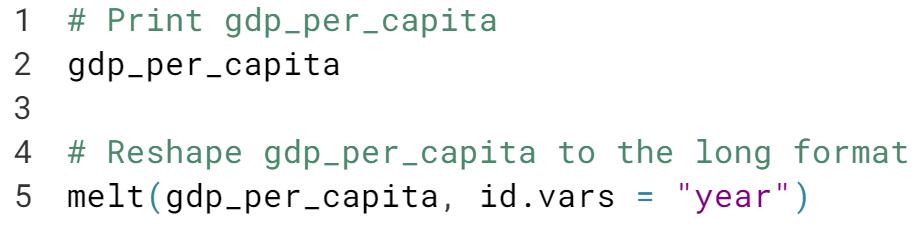 1 # Print gdp_per_capita
2 gdp_per_capita
3
4 # Reshape gdp_per_capita to the long format
5 melt(gdp_per_capita, id.vars = "year")